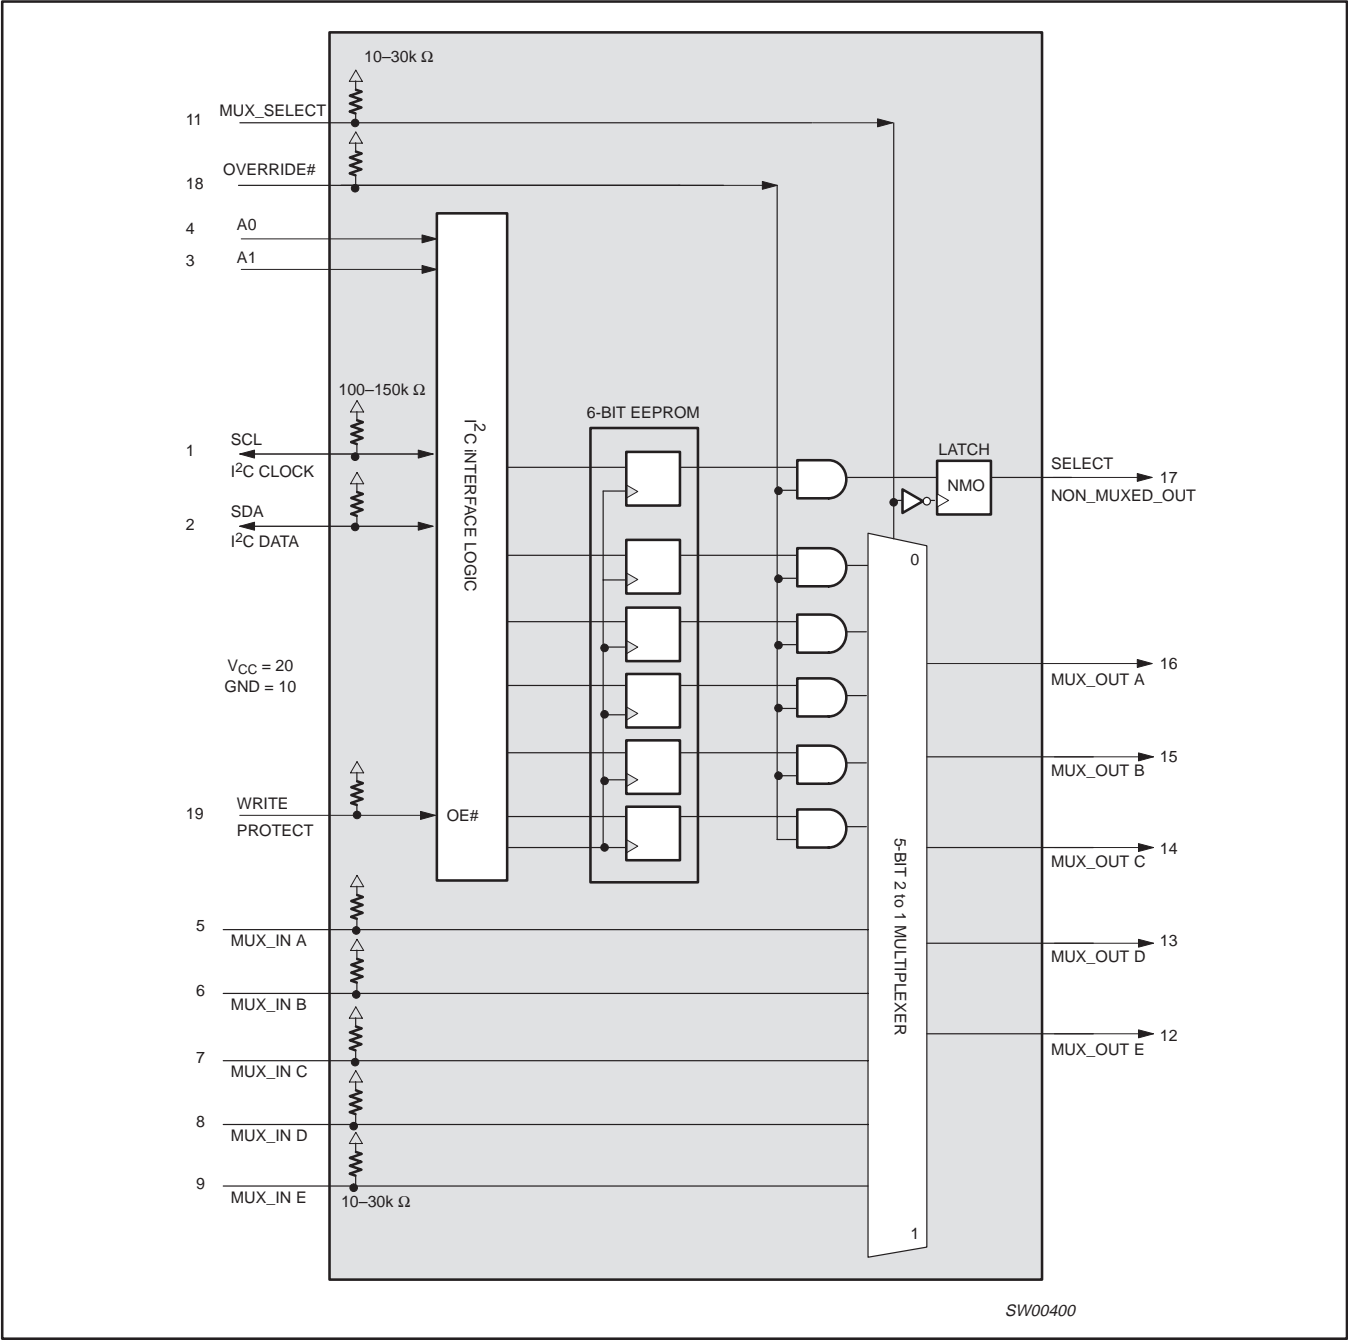 10–30k Ω
11 MUX_SELECT
OVERRIDE#
18
4 A0
3 A1
100–150k Ω
6-BIT EEPROM
1 SCL
I2C CLOCK
2 SDA
I2C DATA
I2C iNTERFACE LOGIC
LATCH
NMO
SELECT
17
NON_MUXED_OUT
0
VCC = 20
GND = 10
16
MUX_OUT A
15
MUX_OUT B
19 WRITE
PROTECT
OE#
14
MUX_OUT C
5-BIT 2 to 1 MULTIPLEXER
5
MUX_IN A
13
MUX_OUT D
6
MUX_IN B
12
MUX_OUT E
7
MUX_IN C
8
MUX_IN D
9
MUX_IN E
10–30k Ω
1
SW00400